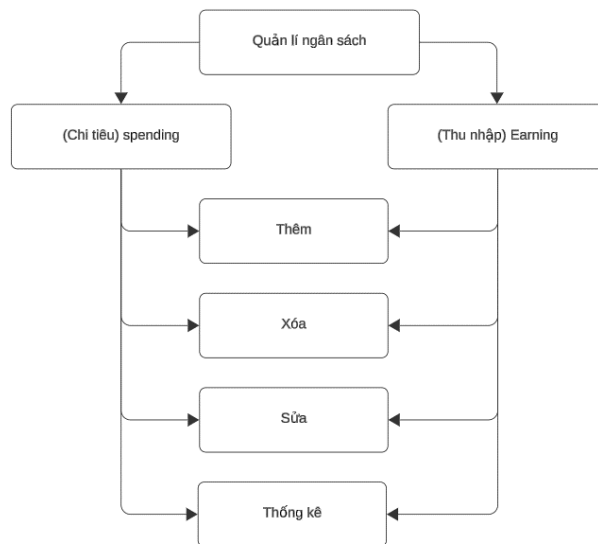 Quản lí ngân sách
(Chi tiêu) spending
(Thu nhập) Earning
Thêm
Xóa
Sửa
Thống kê